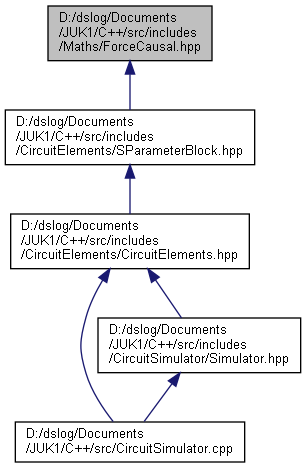 D:/dslog/Documents
/JUK1/C++/src/includes
/Maths/ForceCausal.hpp
D:/dslog/Documents
/JUK1/C++/src/includes
/CircuitElements/SParameterBlock.hpp
D:/dslog/Documents
/JUK1/C++/src/includes
/CircuitElements/CircuitElements.hpp
D:/dslog/Documents
/JUK1/C++/src/includes
/CircuitSimulator/Simulator.hpp
D:/dslog/Documents
/JUK1/C++/src/CircuitSimulator.cpp